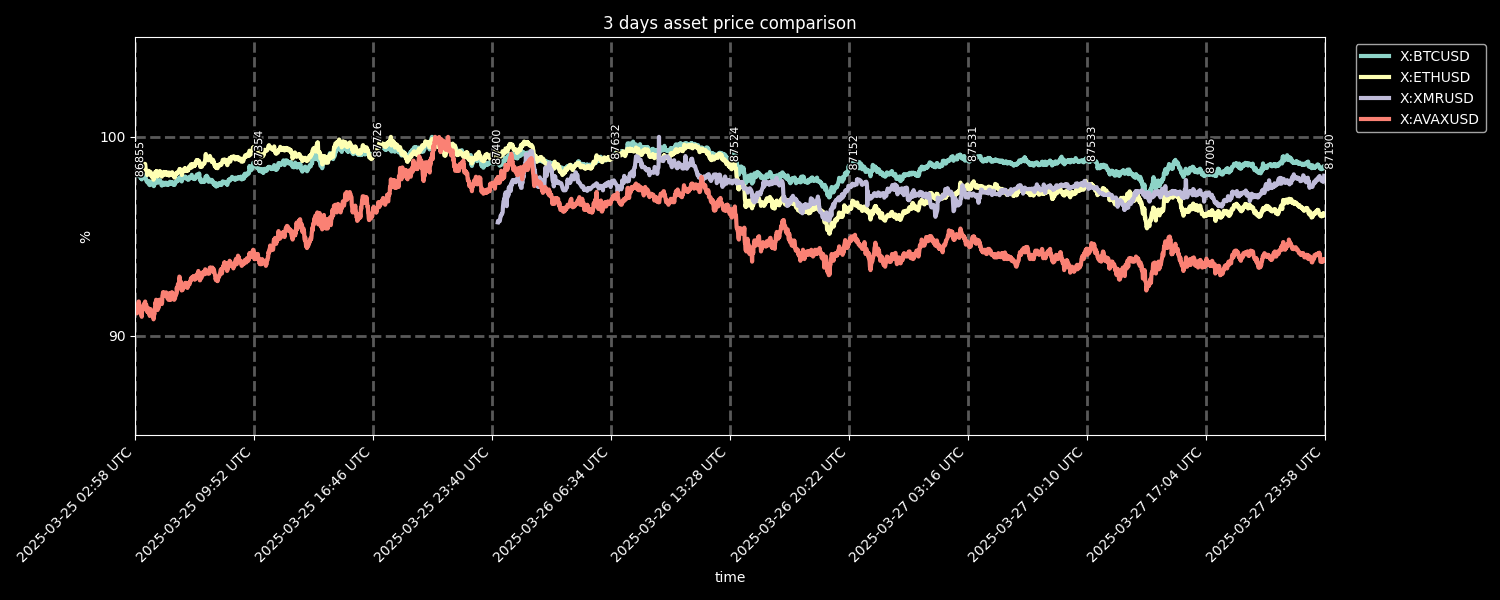 3 days asset price comparison
X:BTCUSD
X:ETHUSD
X:XMRUSD
X:AVAXUSD
100
90
%
86855
87354
87726
87400
87632
87524
87152
87531
87533
87005
87190
2025-03-25 02:58 UTC
2025-03-25 09:52 UTC
2025-03-25 16:46 UTC
2025-03-25 23:40 UTC
2025-03-26 06:34 UTC
2025-03-26 13:28 UTC
2025-03-26 20:22 UTC
2025-03-27 03:16 UTC
2025-03-27 10:10 UTC
2025-03-27 17:04 UTC
2025-03-27 23:58 UTC
time